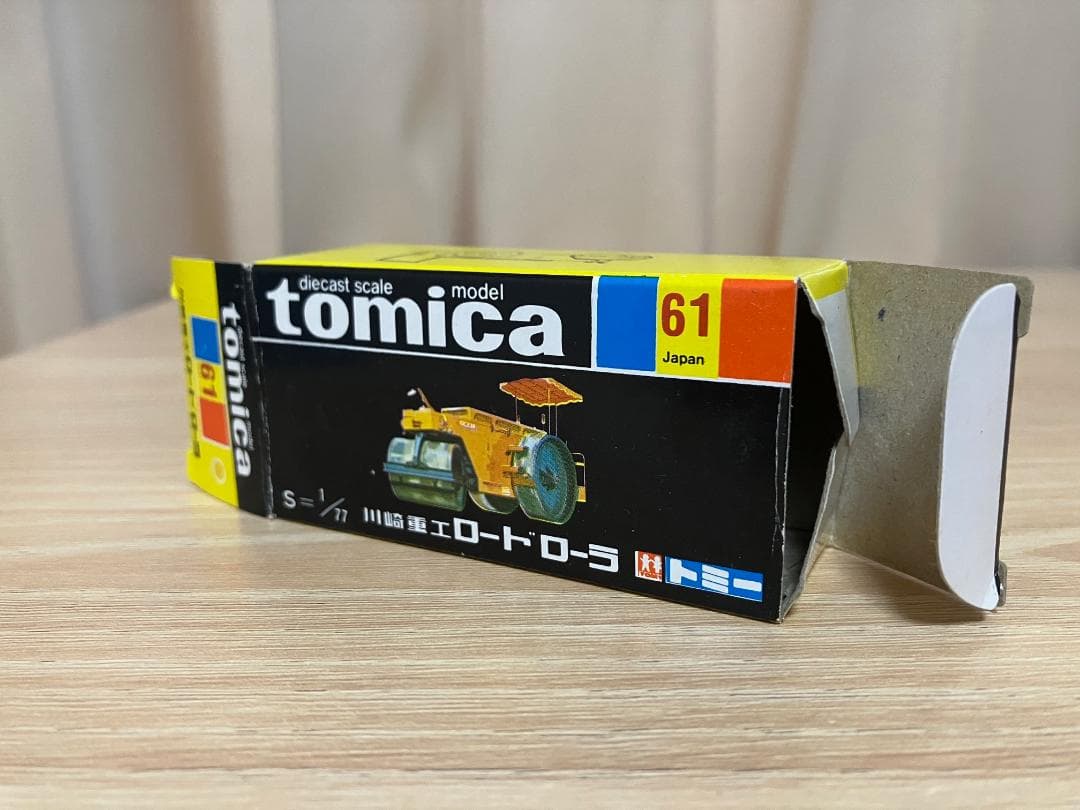 diecast scale model
tomica
61
Japan
S=1/77 川崎重工ロードローラ
トミー
tomica
61